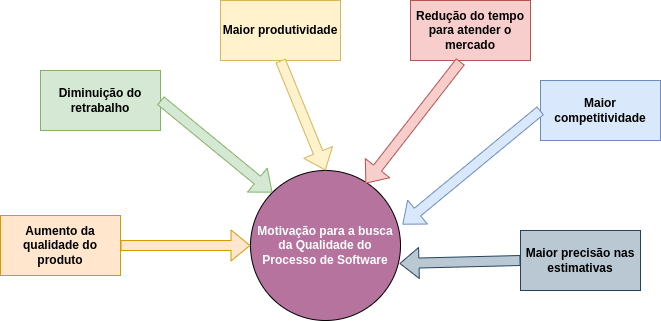 Maior produtividade
Redução do tempo
para atender o
mercado
Diminuição do
retrabalho
Maior
competitividade
Aumento da
qualidade do
produto
Motivação para a busca
da Qualidade do
Processo de Software
Maior precisão nas
estimativas